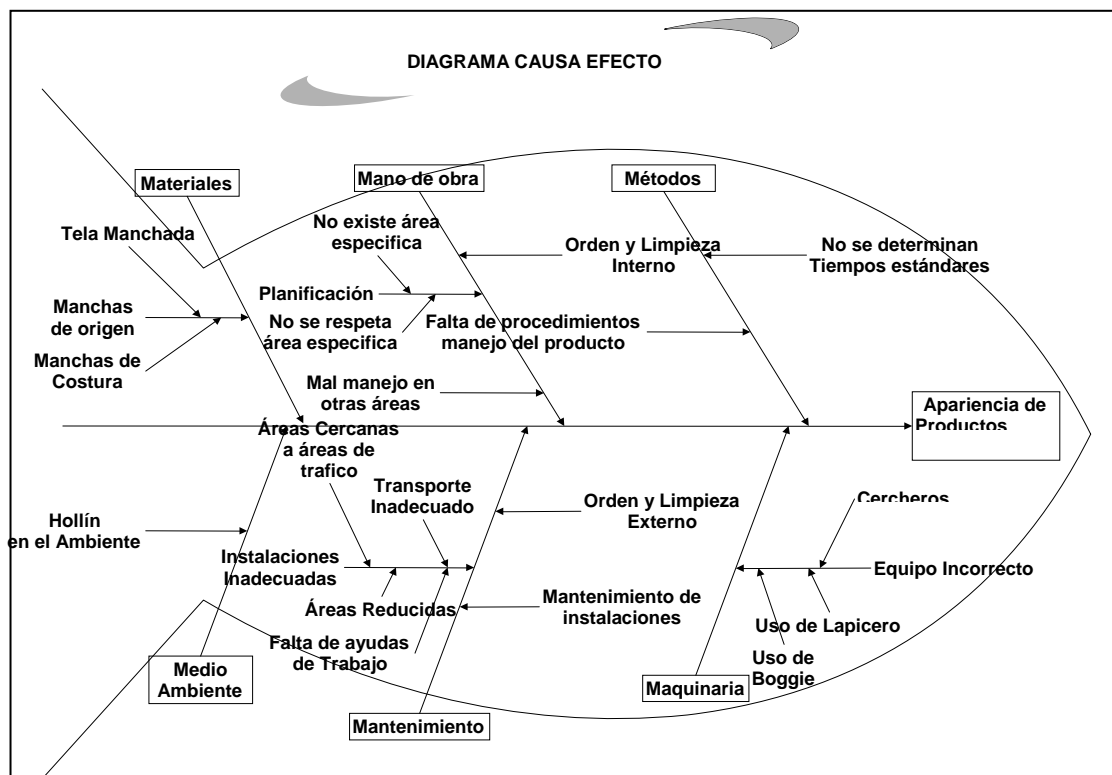 DIAGRAMA CAUSA EFECTO
Materiales
Mano de obra
Métodos
Tela Manchada
No existe área
especifica
Orden y Limpieza
Interno
No se determinan
Tiempos estándares
Planificación
Manchas
de origen
No se respeta
área especifica
Falta de procedimientos
manejo del producto
Manchas de
Costura
Mal manejo en
otras áreas
Apariencia de
Productos
Áreas Cercanas
a áreas de
trafico
Transporte
Inadecuado
Orden y Limpieza
Externo
Cercheros
Hollín
en el Ambiente
Instalaciones
Inadecuadas
Equipo Incorrecto
Áreas Reducidas
Mantenimiento de
instalaciones
Uso de Lapicero
Falta de ayudas
de Trabajo
Uso de
Boggie
Medio
Ambiente
Maquinaria
Mantenimiento